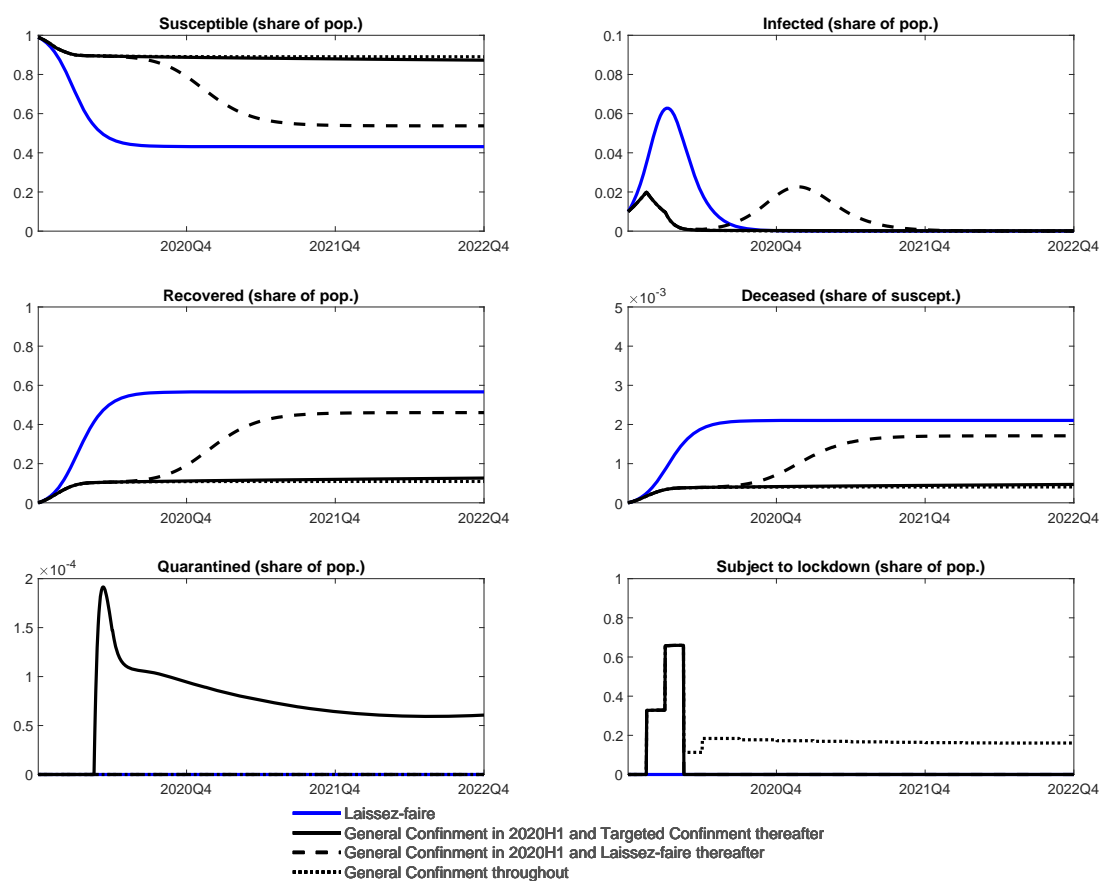 Susceptible (share of pop.)
1
0.8
0.6
0.4
0.2
0
2020Q4
2021Q4
2022Q4
Infected (share of pop.)
0.1
0.08
0.06
0.04
0.02
0
2020Q4
2021Q4
2022Q4
Recovered (share of pop.)
1
0.8
0.6
0.4
0.2
0
2020Q4
2021Q4
2022Q4
Deceased (share of suscept.)
×10⁻³
5
4
3
2
1
0
2020Q4
2021Q4
2022Q4
Quarantined (share of pop.)
×10⁻⁴
2
1.5
1
0.5
0
2020Q4
2021Q4
2022Q4
Subject to lockdown (share of pop.)
1
0.8
0.6
0.4
0.2
0
2020Q4
2021Q4
2022Q4
Laissez-faire
General Confinment in 2020H1 and Targeted Confinment thereafter
General Confinment in 2020H1 and Laissez-faire thereafter
General Confinment throughout